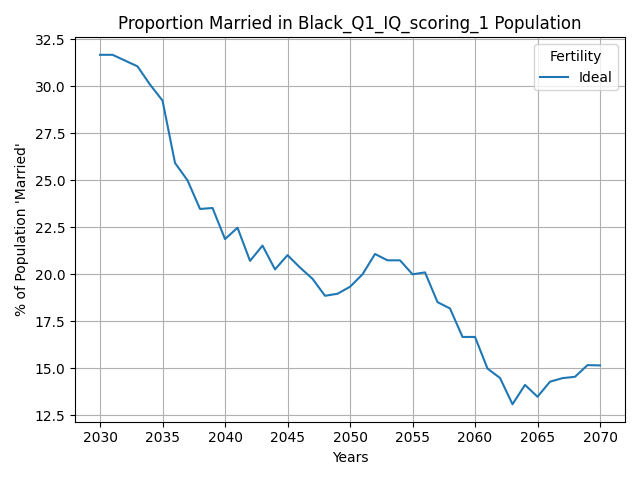 Proportion Married in Black_Q1_IQ_scoring_1 Population
% of Population 'Married'
32.5
30.0
27.5
25.0
22.5
20.0
17.5
15.0
12.5
Fertility
Ideal
2030 2035 2040 2045 2050 2055 2060 2065 2070
Years